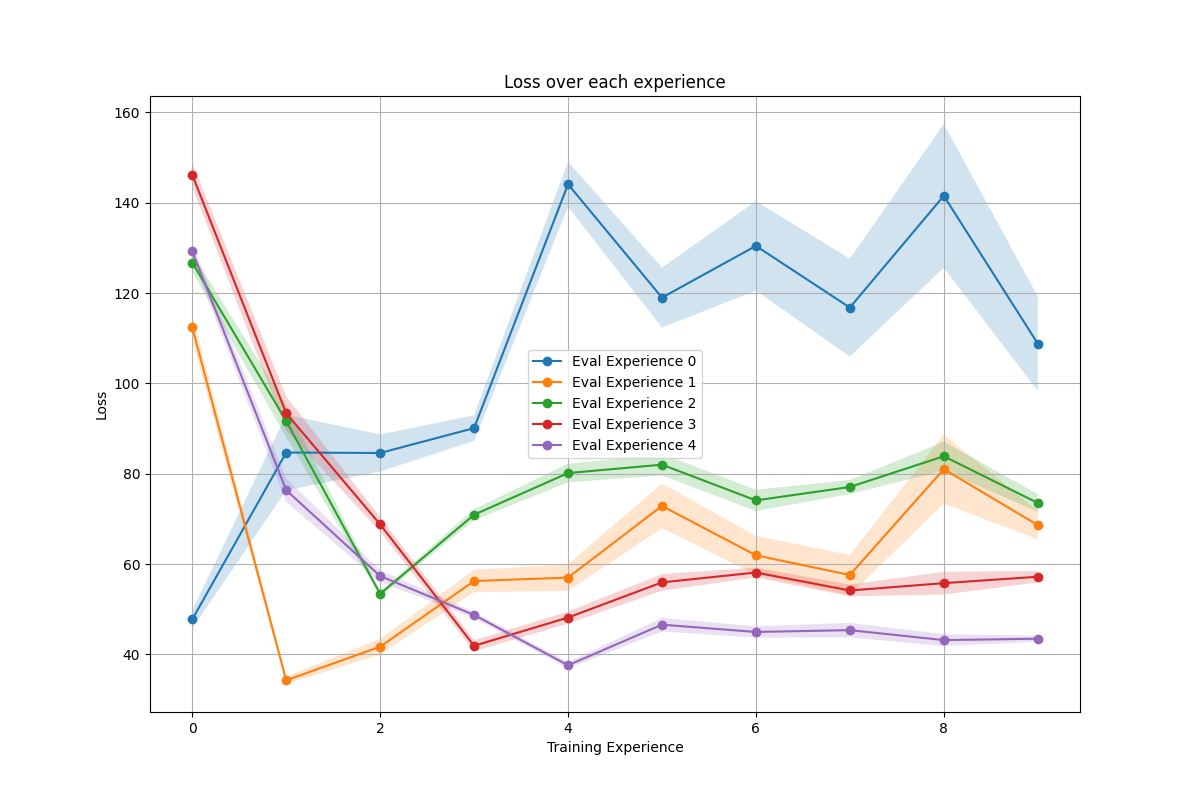 Loss over each experience
160
140
120
100
80
60
40
Loss
Eval Experience 0
Eval Experience 1
Eval Experience 2
Eval Experience 3
Eval Experience 4
0 2 4 6 8
Training Experience